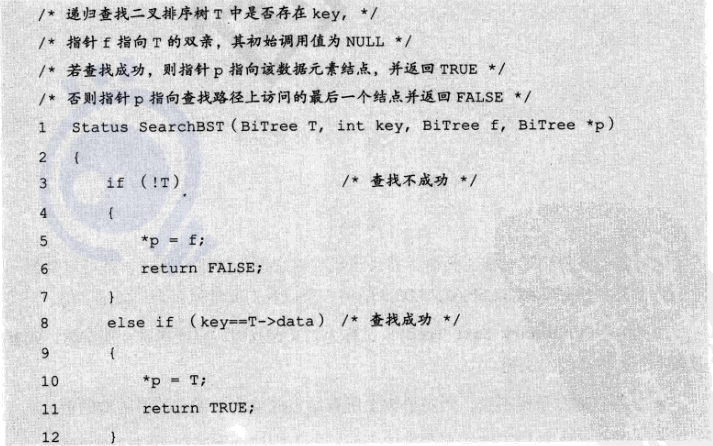 /* 递归查找二叉排序树 T 中是否存在 key, */
/* 指针 f 指向 T 的双亲，其初始调用值为 NULL */
/* 若查找成功，则指针 p 指向该数据元素结点，并返回 TRUE */
/* 否则指针 p 指向查找路径上访问的最后一个结点并返回 FALSE */
1 Status SearchBST (BiTree T, int key, BiTree f, BiTree *p)
2 {
3 if (!T) /* 查找不成功 */
4 {
5 *p = f;
6 return FALSE;
7 }
8 else if (key==T->data) /* 查找成功 */
9 {
10 *p = T;
11 return TRUE;
12 }